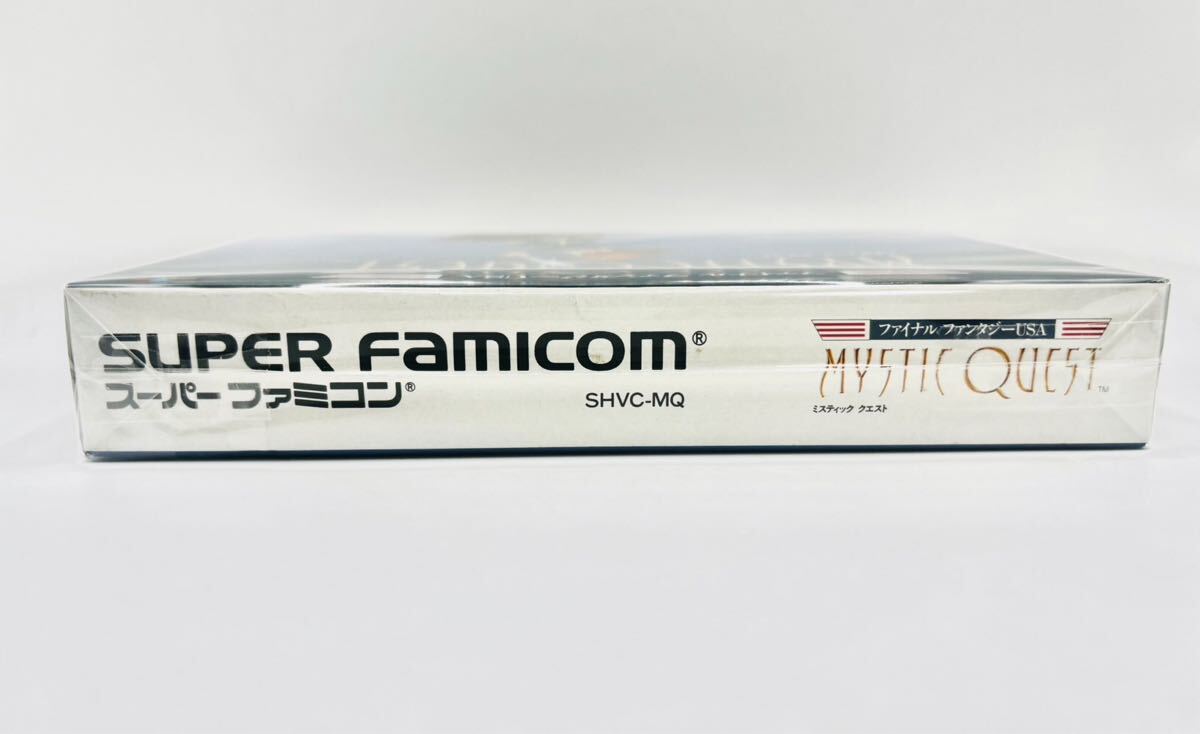 SUPER FAMICOM®
スーパーファミコン®
SHVC-MQ
ファイナルファンタジーUSA
MYSTIC QUEST™
ミスティック クエスト